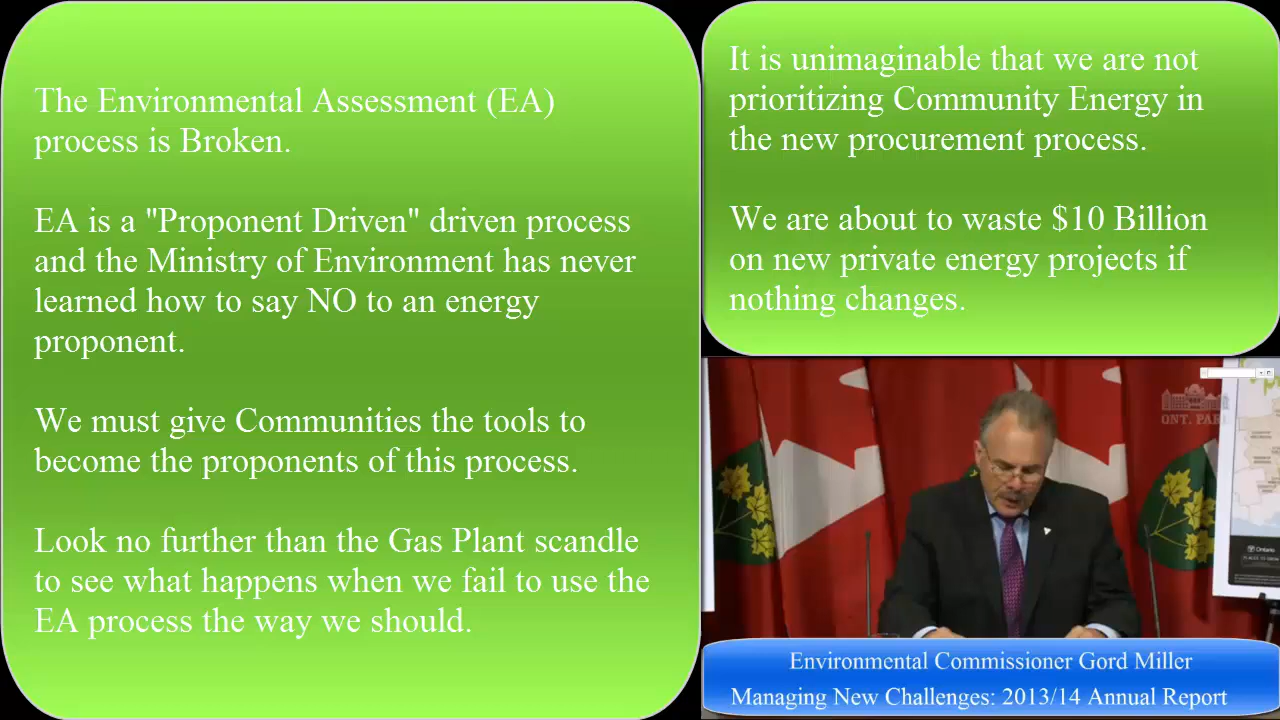 The Environmental Assessment (EA)
process is Broken.
EA is a "Proponent Driven" driven process
and the Ministry of Environment has never
learned how to say NO to an energy
proponent.
We must give Communities the tools to
become the proponents of this process.
Look no further than the Gas Plant scandle
to see what happens when we fail to use the
EA process the way we should.
It is unimaginable that we are not
prioritizing Community Energy in
the new procurement process.
We are about to waste $10 Billion
on new private energy projects if
nothing changes.
ONT. PARL
Ontario
Environmental Commissioner Gord Miller
Managing New Challenges: 2013/14 Annual Report